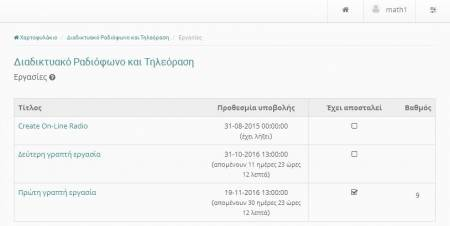 math1
Χαρτοφυλάκιο Διαδικτυακό Ραδιόφωνο και Τηλεόραση Εργασίες
Διαδικτυακό Ραδιόφωνο και Τηλεόραση
Εργασίες
Τίτλος Προθεσμία υποβολής Έχει αποσταλεί Βαθμός
Create On-Line Radio 31-08-2015 00:00:00
(έχει λήξει)
Δεύτερη γραπτή εργασία 31-10-2016 13:00:00
(απομένουν 11 ημέρες 23 ώρες
12 λεπτά)
Πρώτη γραπτή εργασία 19-11-2016 13:00:00 9
(απομένουν 30 ημέρες 23 ώρες
12 λεπτά)